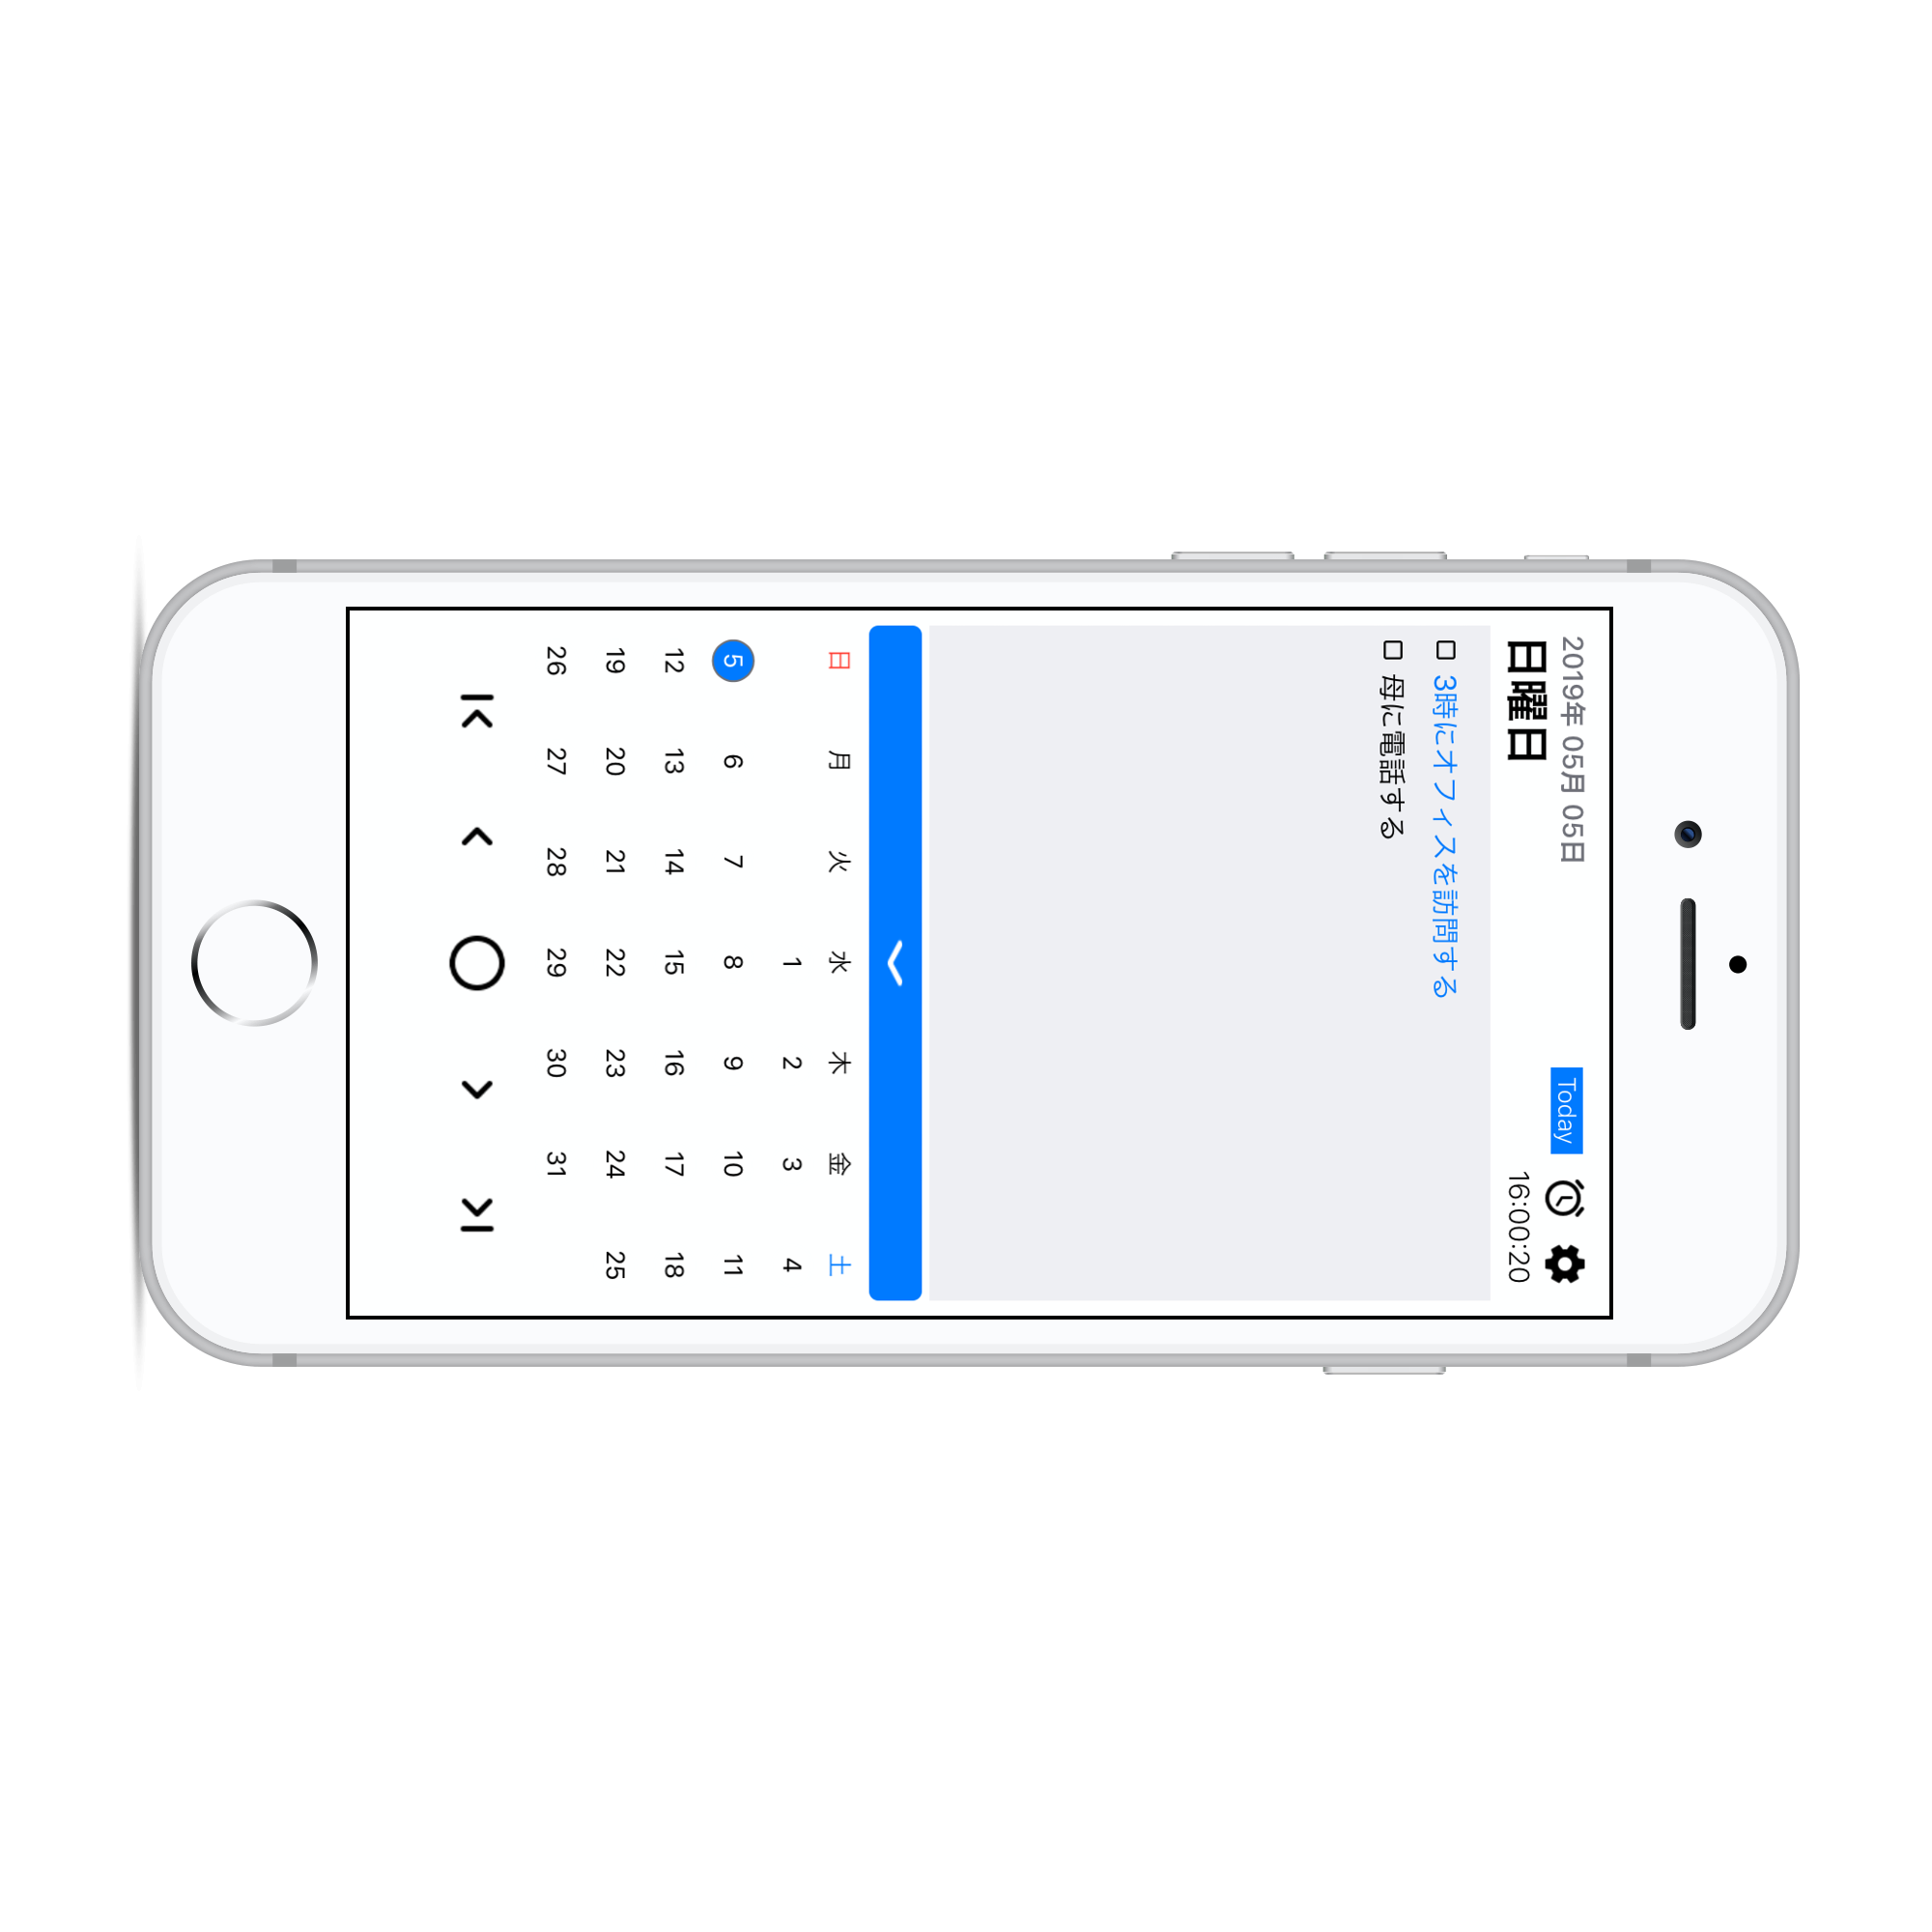 2019年 05月 05日
Today
日曜日
16:00:20
3時にオフィスを訪問する
母に電話する
日 月 火 水 木 金 土
1 2 3 4
5 6 7 8 9 10 11
12 13 14 15 16 17 18
19 20 21 22 23 24 25
26 27 28 29 30 31